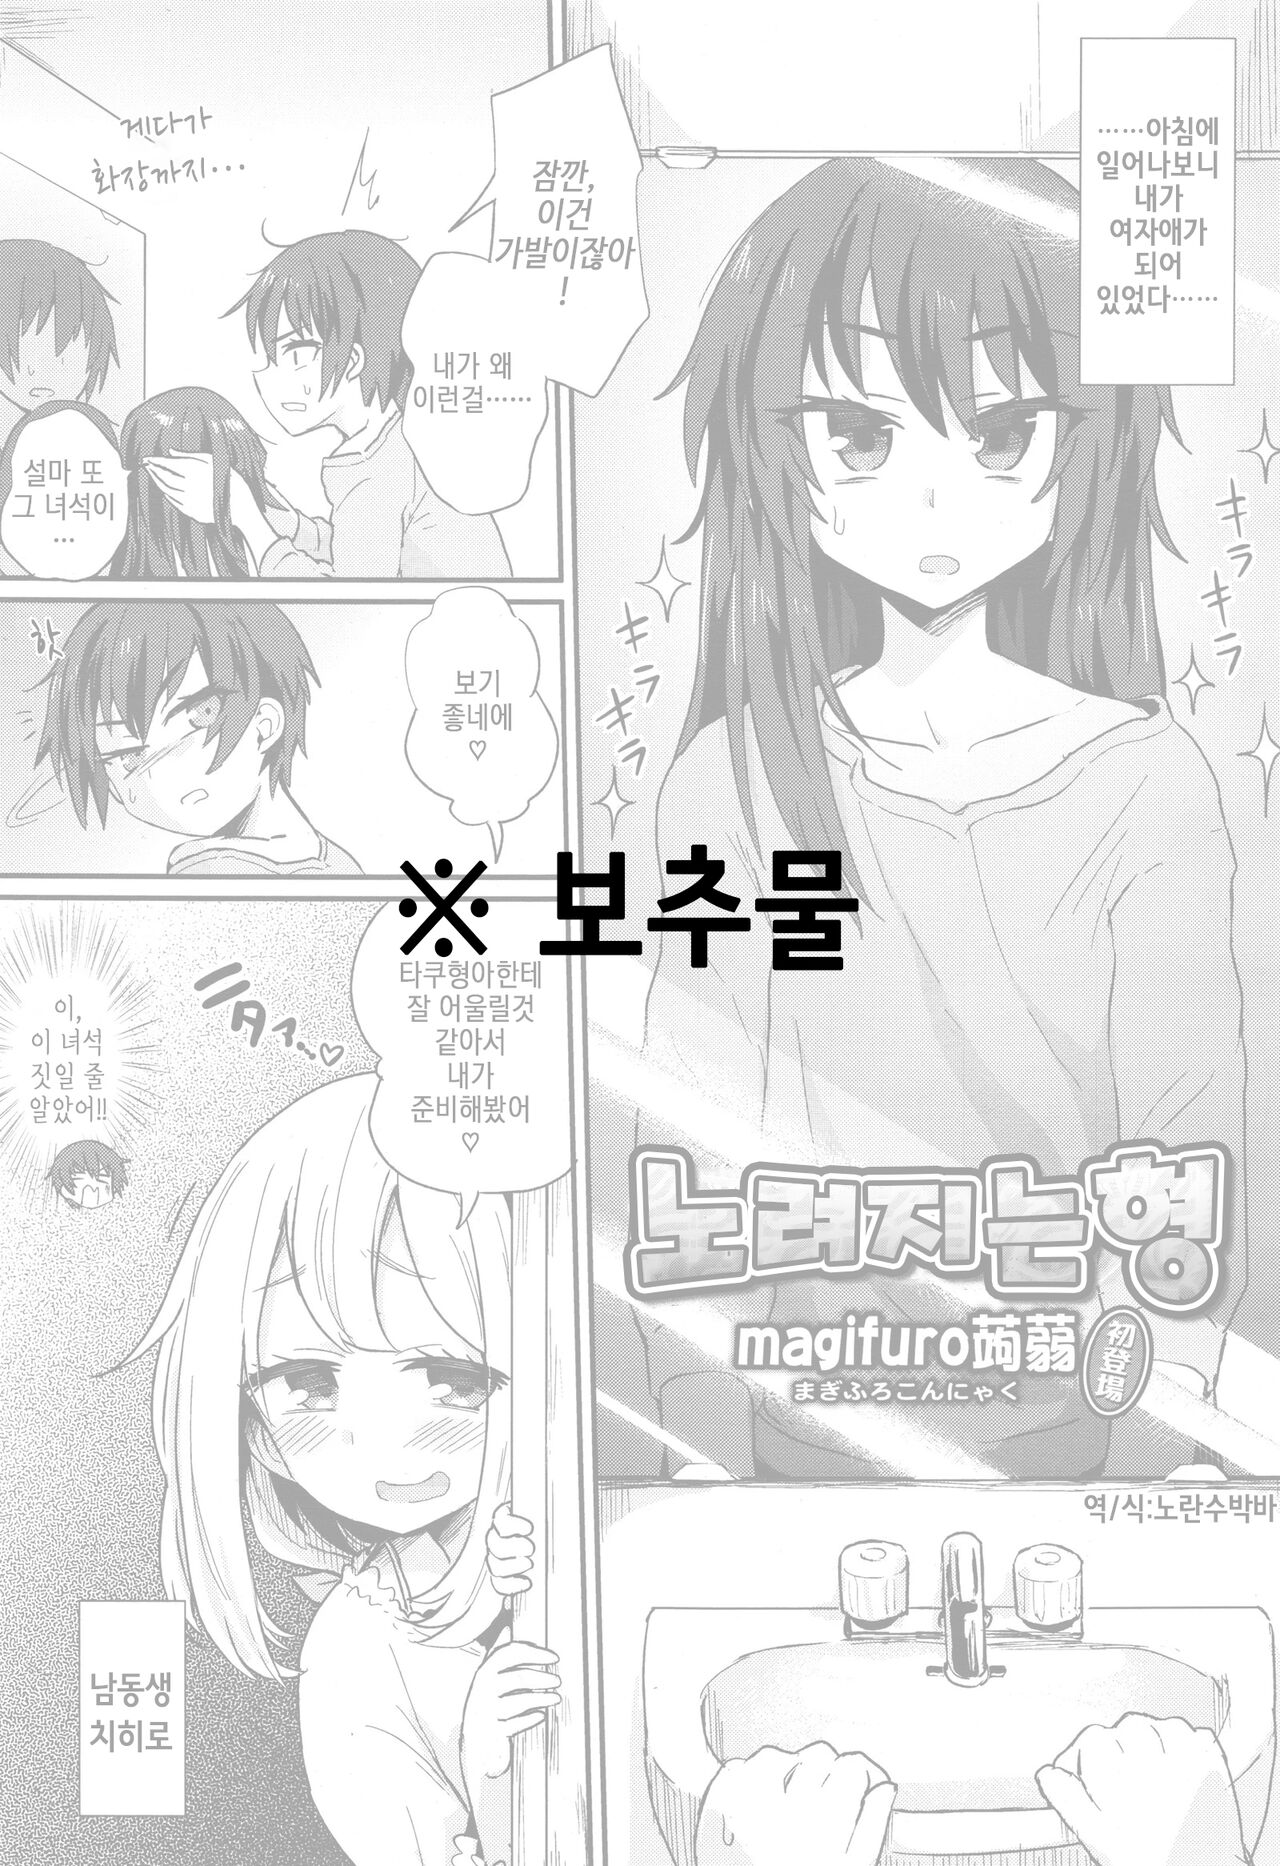 ……아침에
일어나보니
내가
여자애가
되어
있었다……
キラ
キラ
キラ
キラ
잠깐,
이건
가발이잖아
!
내가 왜
이런걸……
게다가
화장까지…
설마 또
그 녀석이
…
핫
보기
좋네에
♡
※ 보추물
타쿠형아한테
잘 어울릴것
같아서
내가
준비해봤어
♡
ニタァ…♡
이,
이 녀석
짓일 줄
알았어!!
남동생
치히로
노려지는 형
magifuro蒟蒻
まぎふろこんにゃく
初登場
역/식:노란수박바